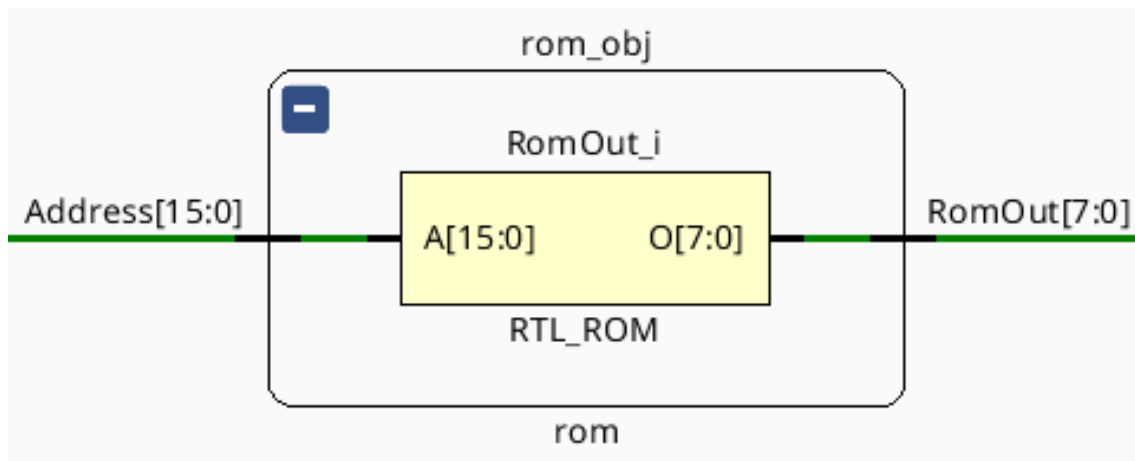 rom_obj
RomOut_i
Address[15:0]
A[15:0]
O[7:0]
RomOut[7:0]
RTL_ROM
rom